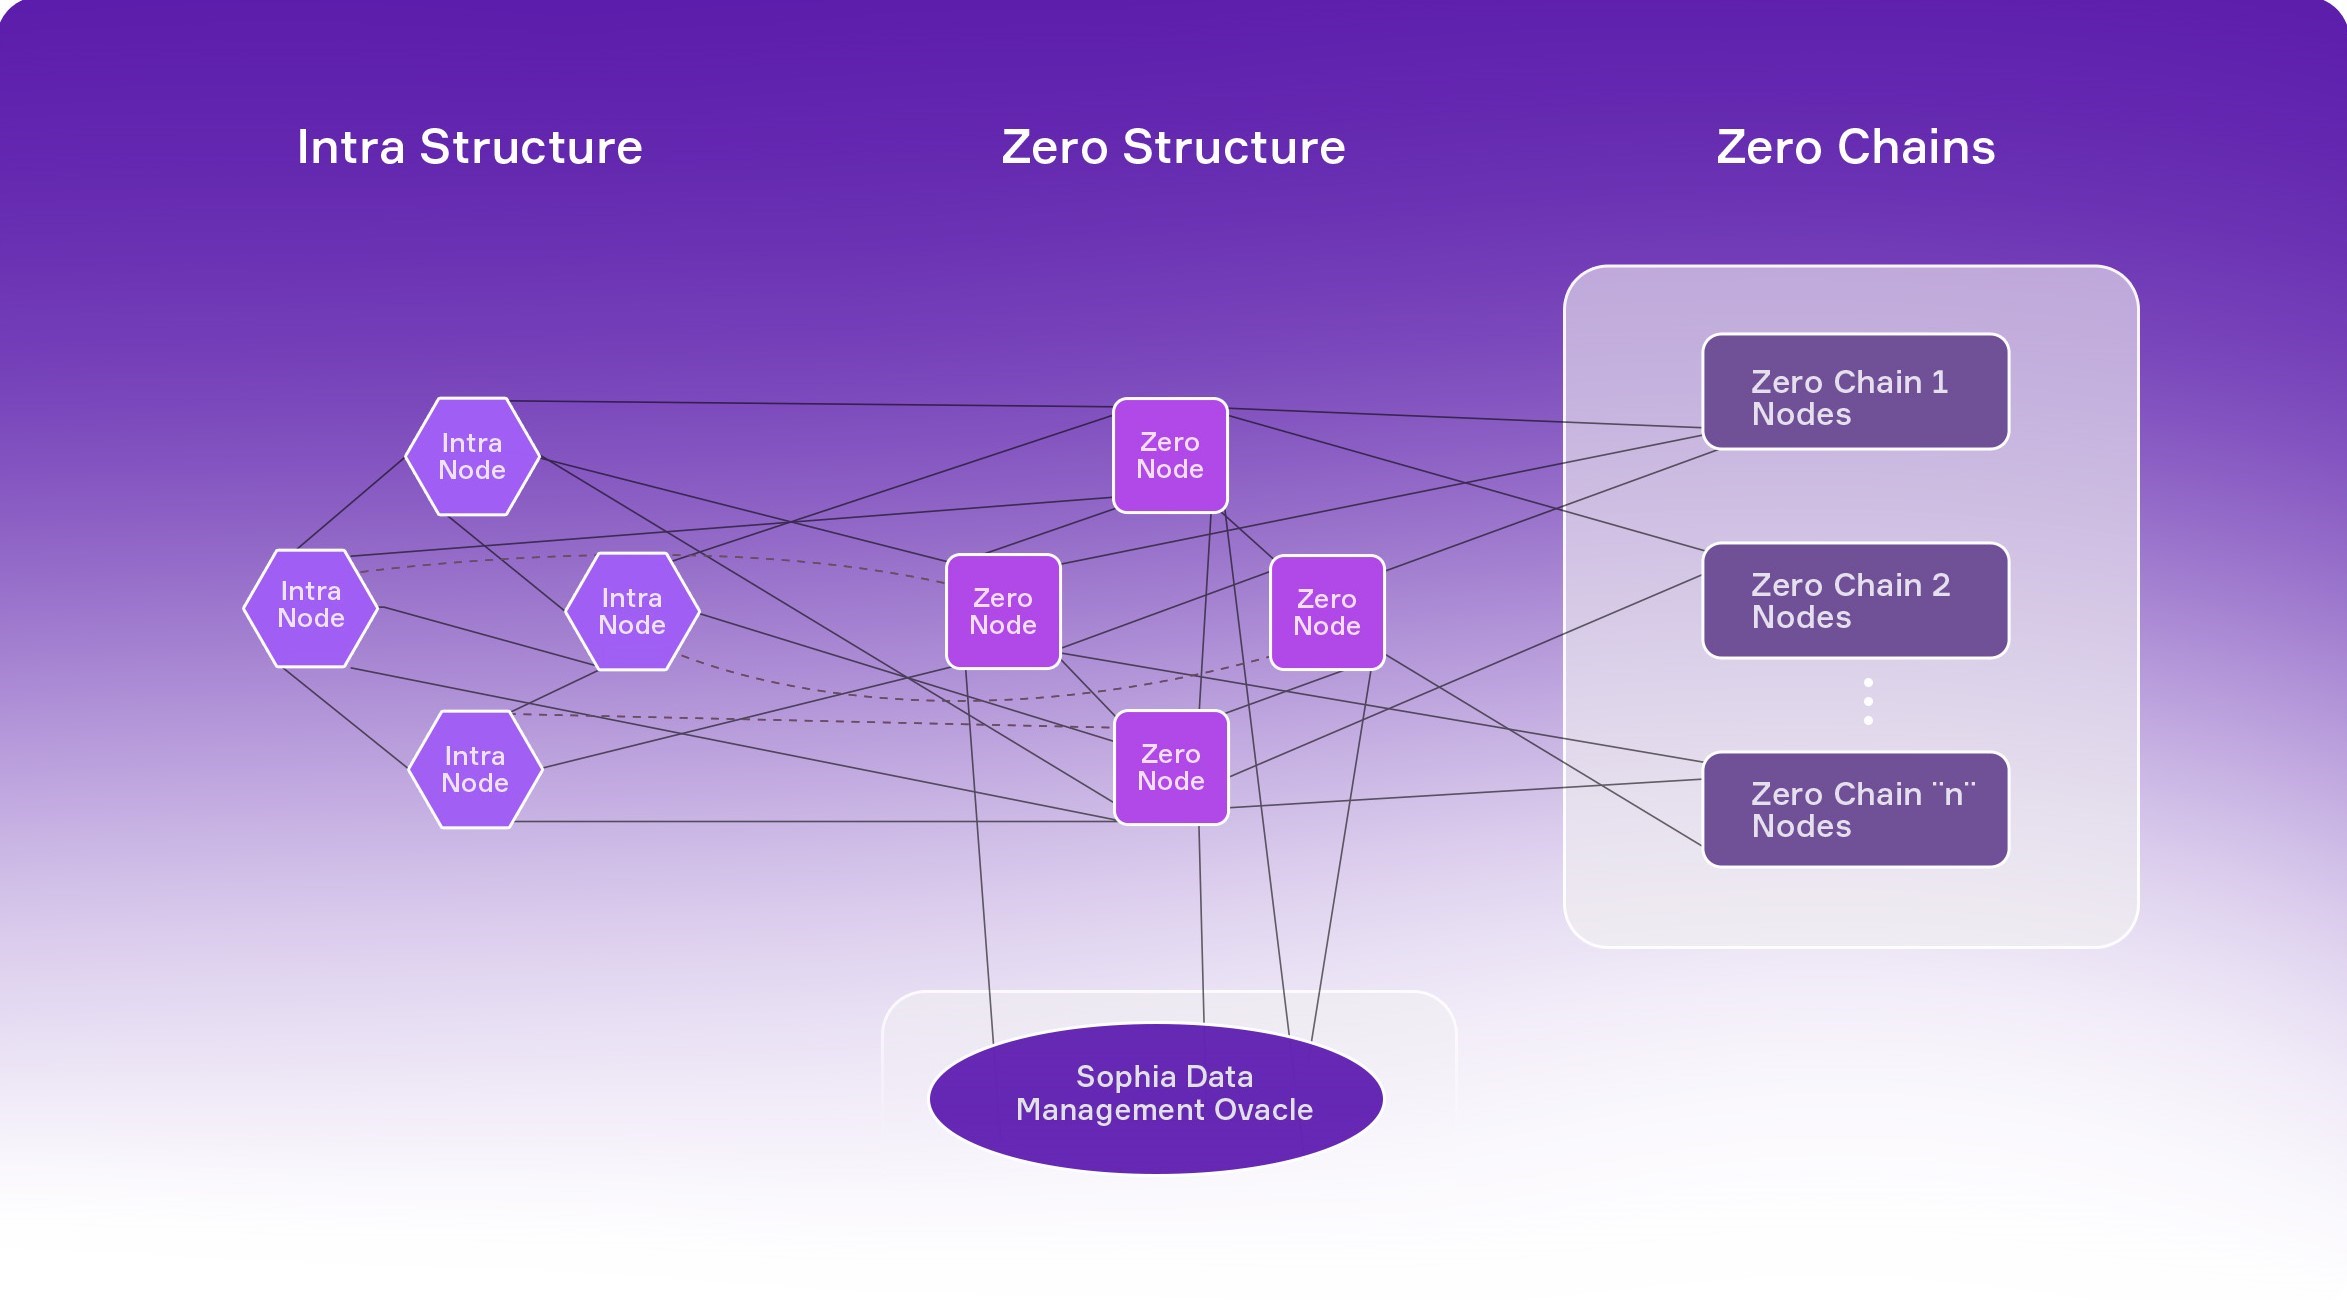 Intra Structure
Zero Structure
Zero Chains
Intra
Node
Intra
Node
Intra
Node
Intra
Node
Zero
Node
Zero
Node
Zero
Node
Zero
Node
Zero Chain 1
Nodes
Zero Chain 2
Nodes
Zero Chain ¨n¨
Nodes
Sophia Data
Management Ovacle